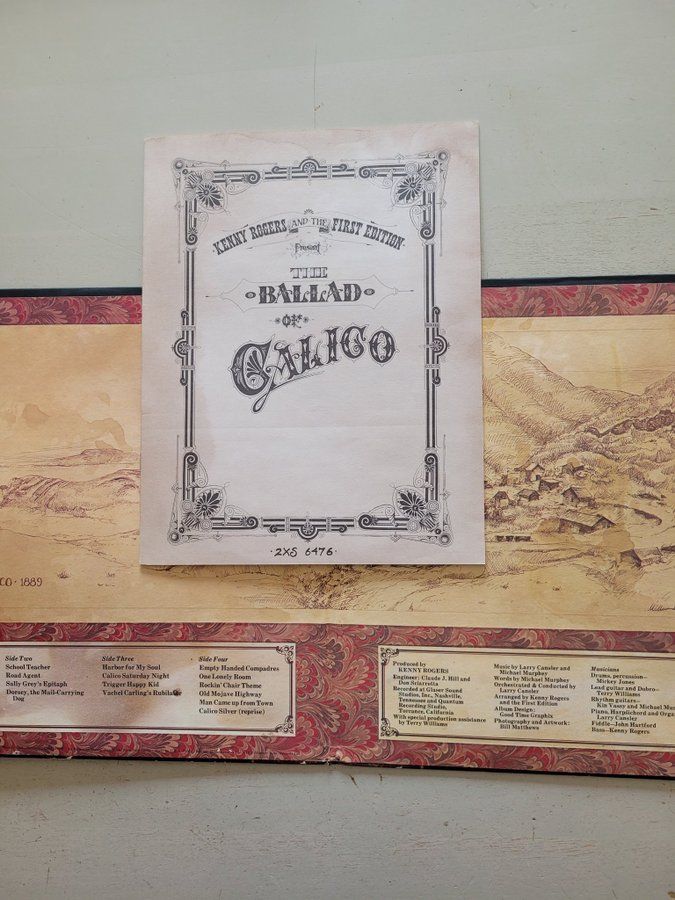 KENNY ROGERS AND THE FIRST EDITION
Present
THE
BALLAD
OF
CALICO
2XS 6476
CO · 1889
Side Two
School Teacher
Road Agent
Sally Grey's Epitaph
Dorsey, the Mail-Carrying
Dog
Side Three
Harbor for My Soul
Calico Saturday Night
Trigger Happy Kid
Vachel Carling's Rubilator
Side Four
Empty Handed Compadres
One Lonely Room
Rockin' Chair Theme
Old Mojave Highway
Man Came up from Town
Calico Silver (reprise)
Produced by
KENNY ROGERS
Engineer: Claude J. Hill and
Don Sciarrotta
Recorded at Glaser Sound
Studios, Inc., Nashville,
Tennessee and Quantum
Recording Studio,
Torrance, California
With special production assistance
by Terry Williams
Music by Larry Cansler and
Michael Murphey
Words by Michael Murphey
Orchestrated & Conducted by
Larry Cansler
Arranged by Kenny Rogers
and the First Edition
Album Design:
Good Time Graphix
Photography and Artwork:
Bill Matthews
Musicians
Drums, percussion–
Mickey Jones
Lead guitar and Dobro–
Terry Williams
Rhythm guitars–
Kin Vassy and Michael Mu
Piano, Harpsichord and Orga
Larry Cansler
Fiddle–John Hartford
Bass–Kenny Rogers